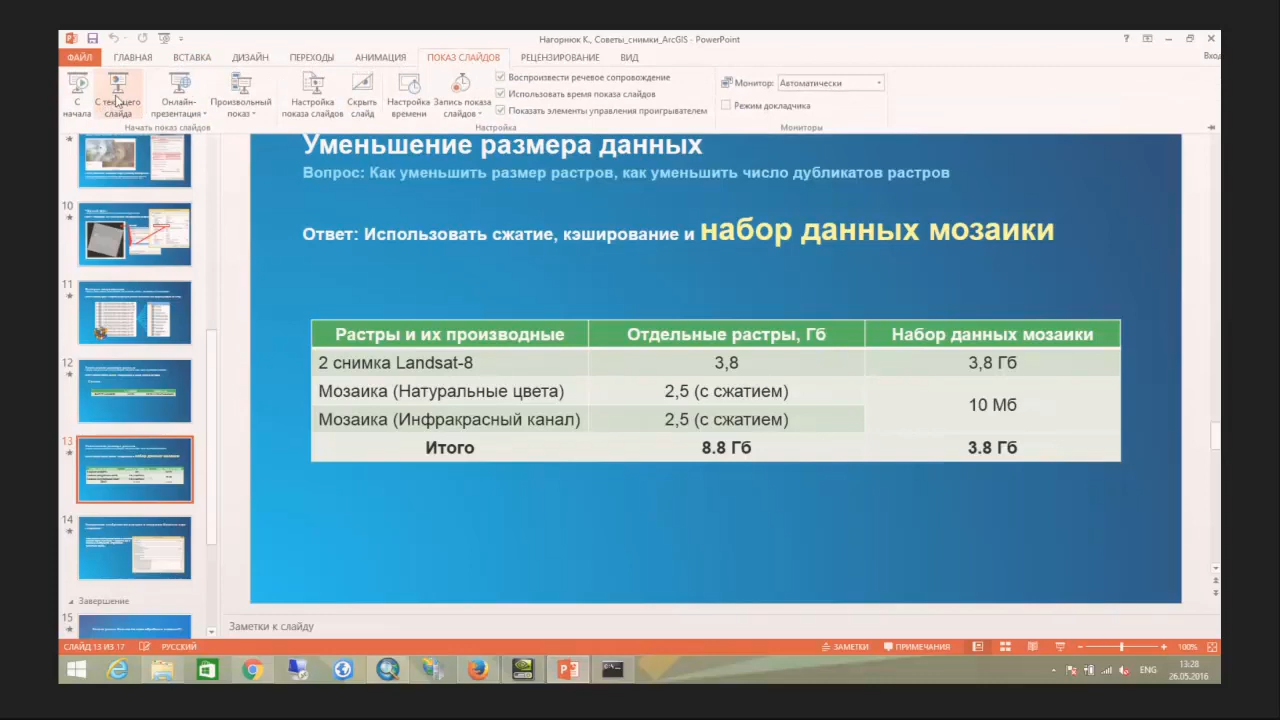 Нагорнюк К., Советы_снимки_ArcGIS - PowerPoint
?
Вход
ФАЙЛ ГЛАВНАЯ ВСТАВКА ДИЗАЙН ПЕРЕХОДЫ АНИМАЦИЯ ПОКАЗ СЛАЙДОВ РЕЦЕНЗИРОВАНИЕ ВИД
С начала
С текущего слайда
Онлайн-презентация
Произвольный показ
Настройка показа слайдов
Скрыть слайд
Настройка времени
Запись показа слайдов
Воспроизвести речевое сопровождение
Использовать время показа слайдов
Показать элементы управления проигрывателем
Монитор: Автоматически
Режим докладчика
Начать показ слайдов
Настройка
Мониторы
10
11
12
13
14
Завершение
15
Уменьшение размера данных
Вопрос: Как уменьшить размер растров, как уменьшить число дубликатов растров
Ответ: Использовать сжатие, кэширование и набор данных мозаики
Растры и их производные Отдельные растры, Гб Набор данных мозаики
2 снимка Landsat-8 3,8 3,8 Гб
Мозаика (Натуральные цвета) 2,5 (с сжатием) 10 Мб
Мозаика (Инфракрасный канал) 2,5 (с сжатием)
Итого 8.8 Гб 3.8 Гб
Заметки к слайду
СЛАЙД 13 ИЗ 17 РУССКИЙ ЗАМЕТКИ ПРИМЕЧАНИЯ 100%
ENG
13:28
26.05.2016